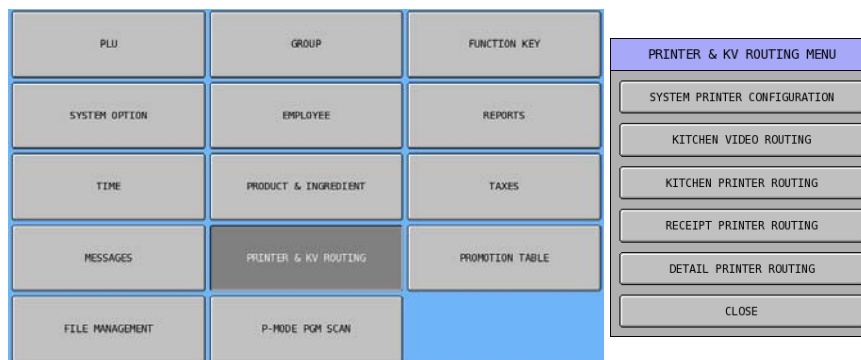 PLU
GROUP
FUNCTION KEY
SYSTEM OPTION
EMPLOYEE
REPORTS
TIME
PRODUCT & INGREDIENT
TAXES
MESSAGES
PRINTER & KV ROUTING
PROMOTION TABLE
FILE MANAGEMENT
P-MODE PGM SCAN
PRINTER & KV ROUTING MENU
SYSTEM PRINTER CONFIGURATION
KITCHEN VIDEO ROUTING
KITCHEN PRINTER ROUTING
RECEIPT PRINTER ROUTING
DETAIL PRINTER ROUTING
CLOSE